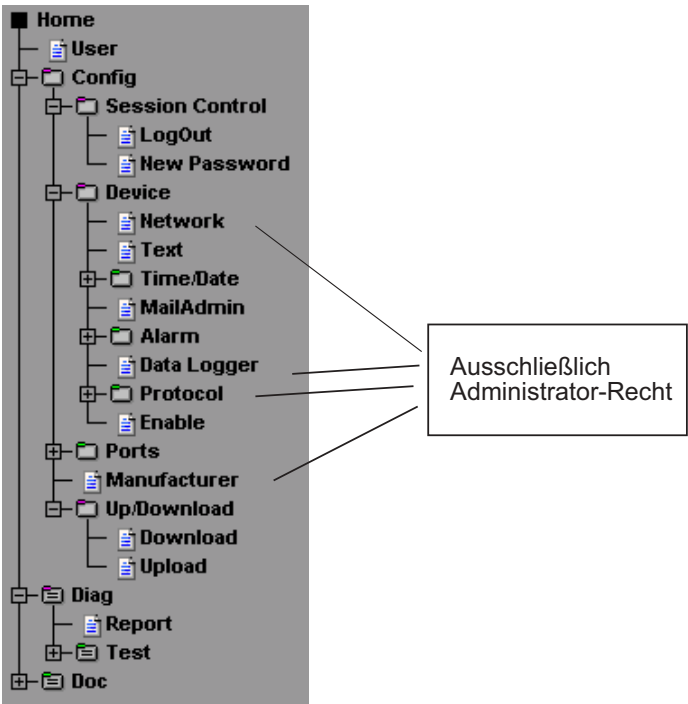 Home
User
Config
Session Control
LogOut
New Password
Device
Network
Text
Time/Date
MailAdmin
Alarm
Data Logger
Protocol
Enable
Ports
Manufacturer
Up/Download
Download
Upload
Diag
Report
Test
Doc
Ausschließlich
Administrator-Recht